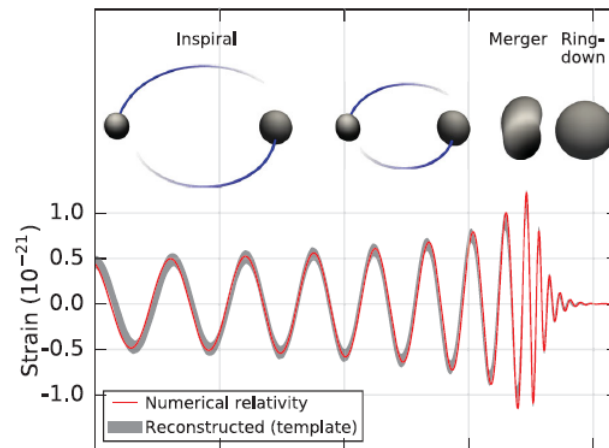 Inspiral
Merger
Ring-
down
1.0
0.5
0.0
-0.5
-1.0
Strain (10⁻²¹)
Numerical relativity
Reconstructed (template)